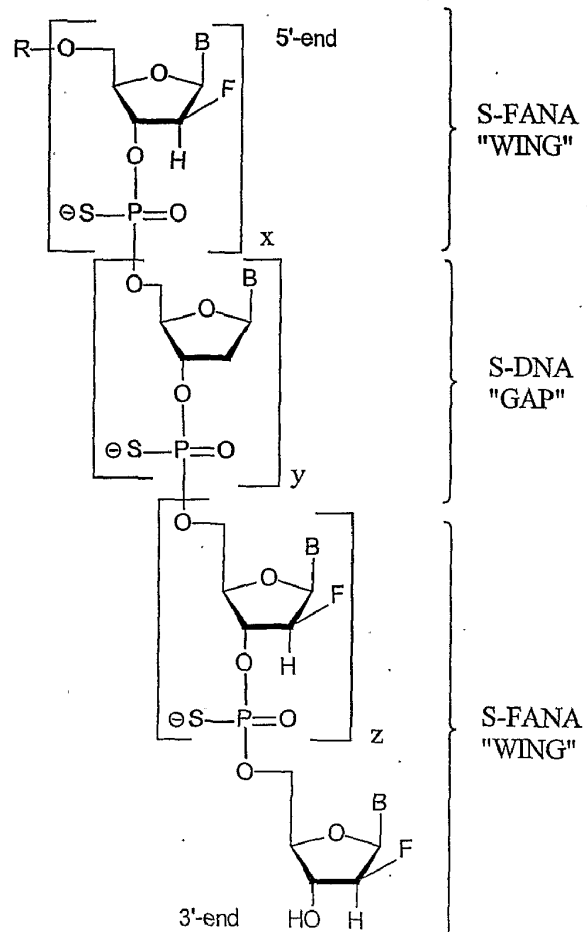 5'-end
R
O
O
B
F
O
H
⊖S
P
O
x
S-FANA
"WING"
O
O
B
O
⊖S
P
O
y
S-DNA
"GAP"
O
O
B
F
O
H
⊖S
P
O
z
O
O
B
F
HO
H
3'-end
S-FANA
"WING"